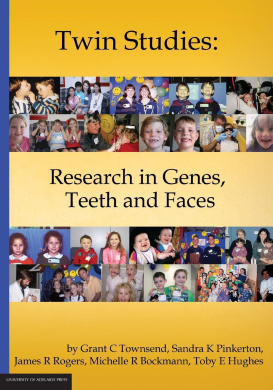 Twin Studies:
Research in Genes,
Teeth and Faces
by Grant C Townsend, Sandra K Pinkerton,
James R Rogers, Michelle R Bockmann, Toby E Hughes
UNIVERSITY OF ADELAIDE PRESS